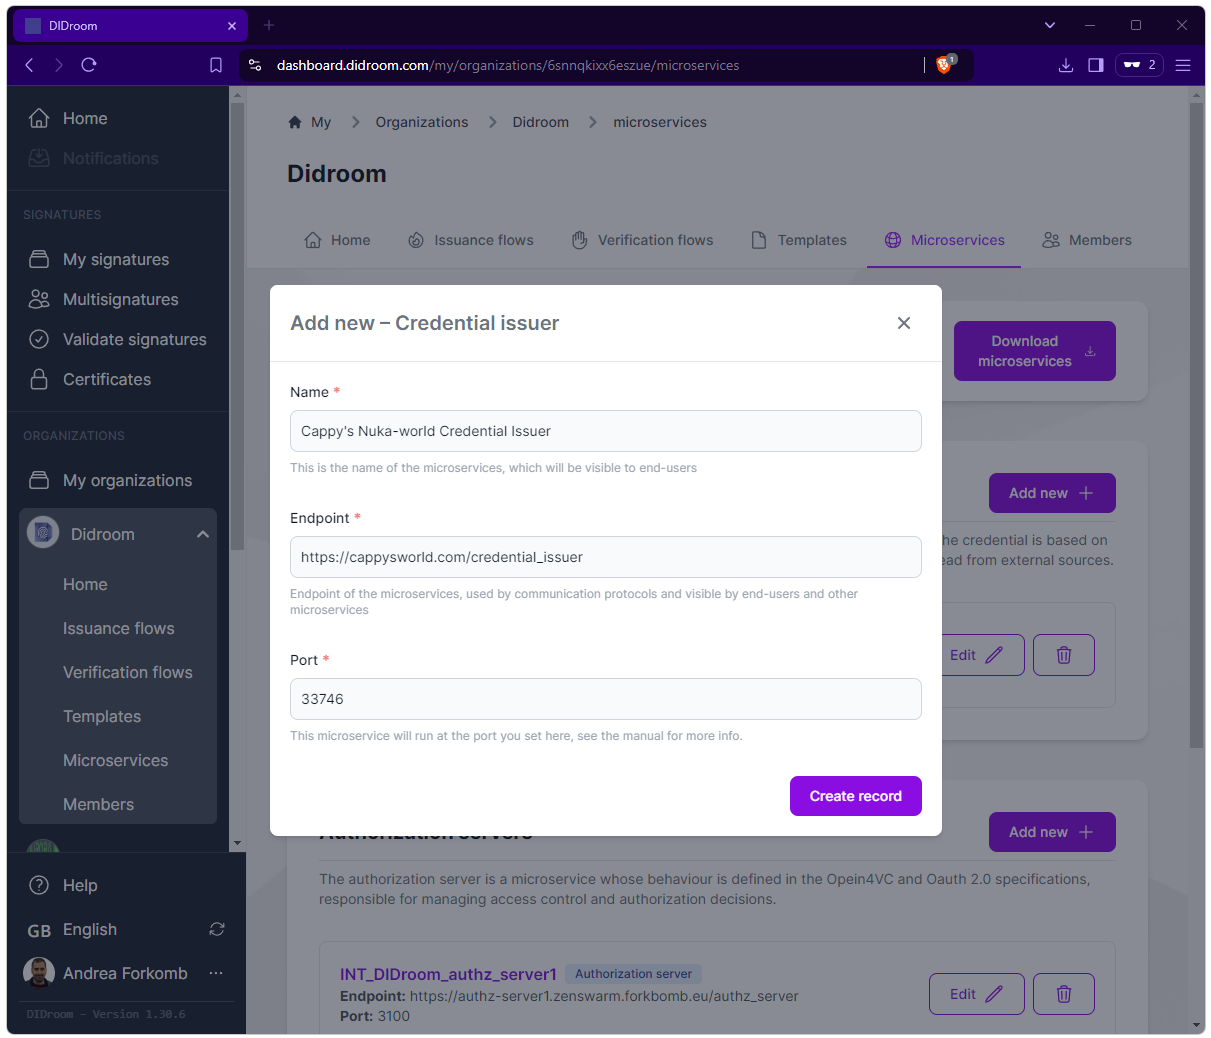 DIDroom
dashboard.didroom.com/my/organizations/6snnqkixx6eszue/microservices
1
2
Home
Notifications
SIGNATURES
My signatures
Multisignatures
Validate signatures
Certificates
ORGANIZATIONS
My organizations
Didroom
Home
Issuance flows
Verification flows
Templates
Microservices
Members
Help
GB English
Andrea Forkomb
DIDroom - Version 1.30.6
My > Organizations > Didroom > microservices
Didroom
Home
Issuance flows
Verification flows
Templates
Microservices
Members
Download
microservices
Add new
he credential is based on
ead from external sources.
Edit
Add new – Credential issuer
Name *
Cappy's Nuka-world Credential Issuer
This is the name of the microservices, which will be visible to end-users
Endpoint *
https://cappysworld.com/credential_issuer
Endpoint of the microservices, used by communication protocols and visible by end-users and other
microservices
Port *
33746
This microservice will run at the port you set here, see the manual for more info.
Create record
Authorization servers
Add new
The authorization server is a microservice whose behaviour is defined in the Opein4VC and Oauth 2.0 specifications,
responsible for managing access control and authorization decisions.
INT_DIDroom_authz_server1 Authorization server
Endpoint: https://authz-server1.zenswarm.forkbomb.eu/authz_server
Port: 3100
Edit